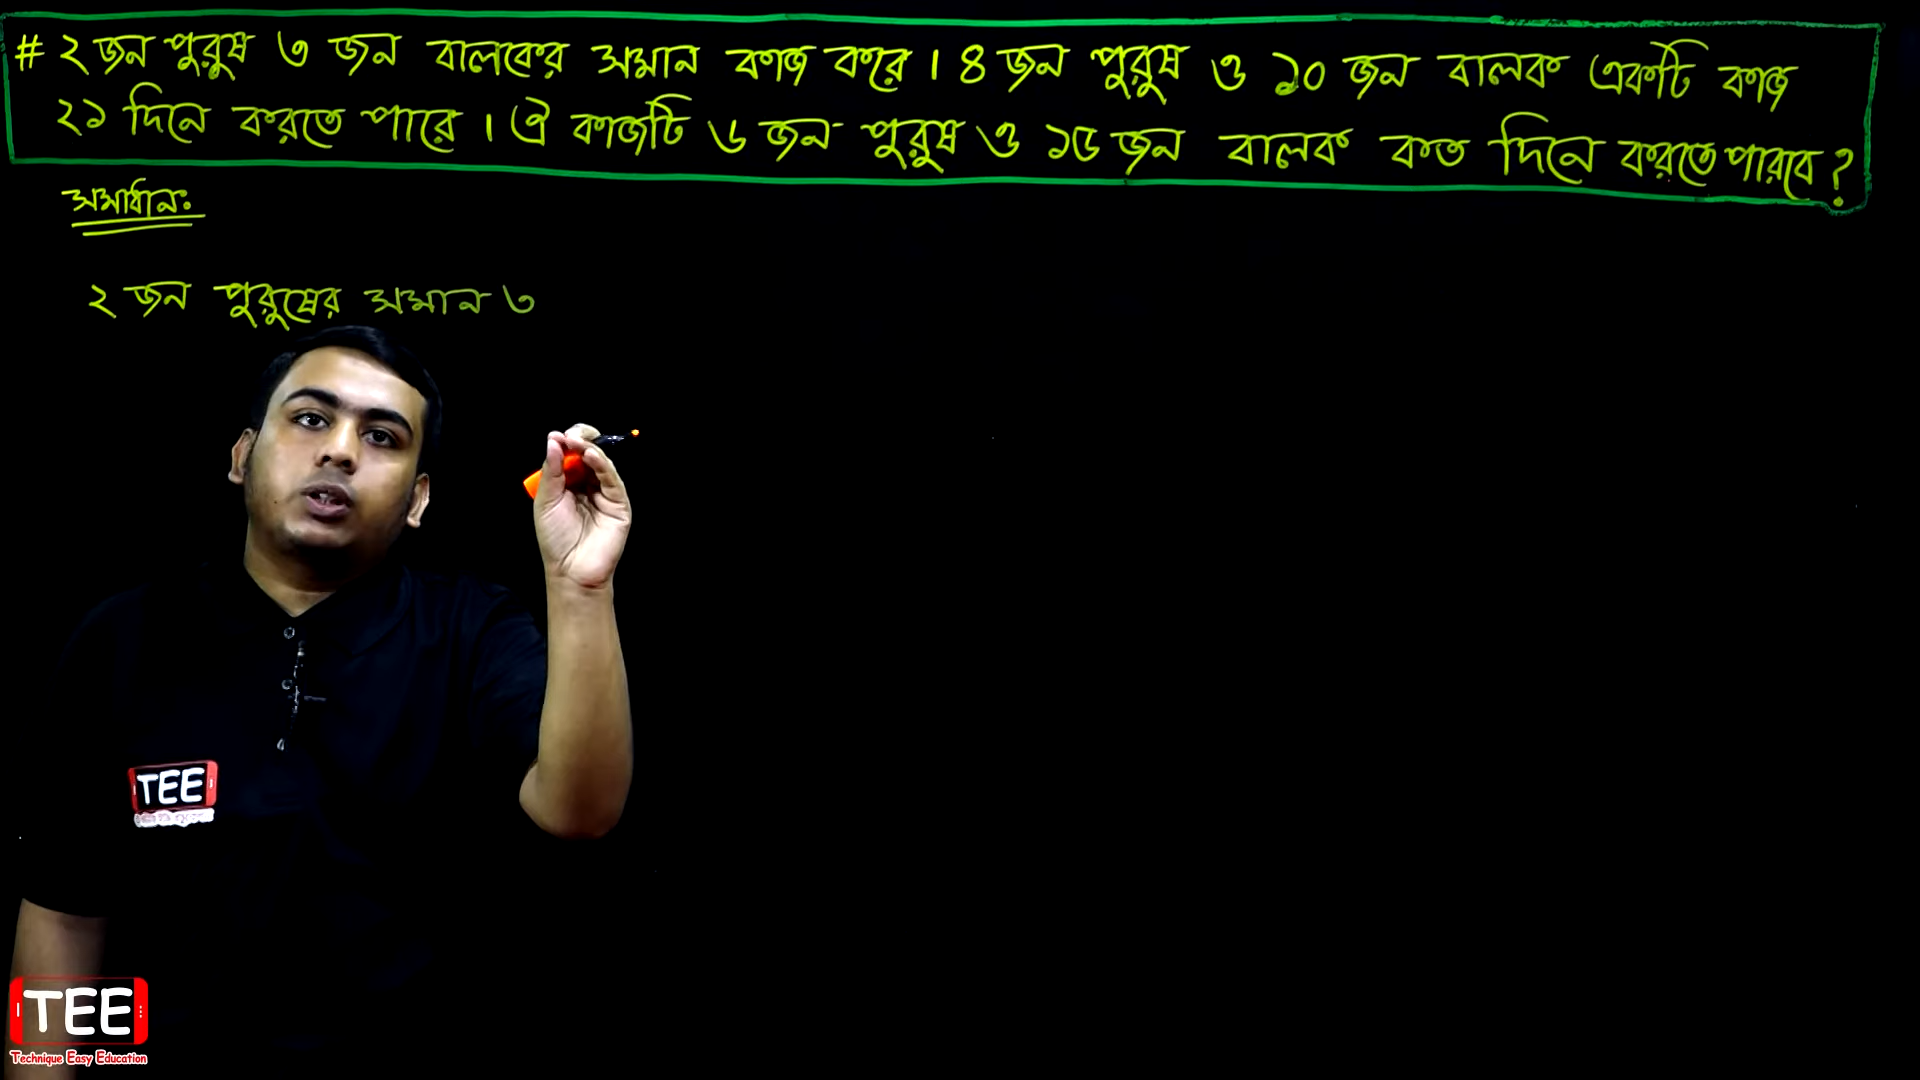 # ২ জন পুরুষ ৩ জন বালকের সমান কাজ করে । ৪ জন পুরুষ ও ১০ জন বালক একটি কাজ
২১ দিনে করতে পারে । ঐ কাজটি ৬ জন পুরুষ ও ১৫ জন বালক কত দিনে করতে পারবে ?
সমাধান:
২ জন পুরুষের সমান ৩
TEE
TEE
Technique Easy Education